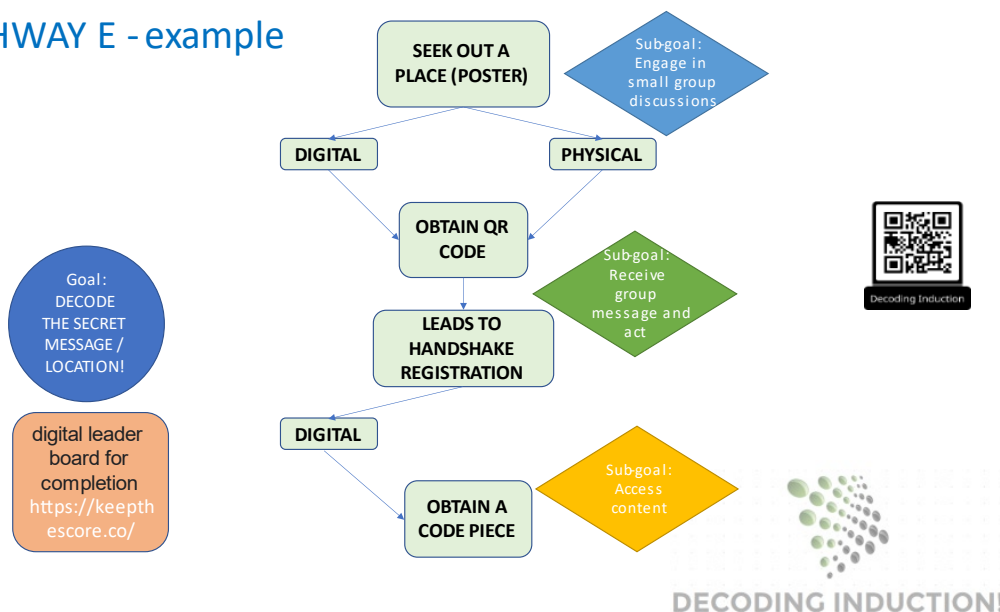 HWAY E - example
SEEK OUT A
PLACE (POSTER)
Sub-goal:
Engage in
small group
discussions
DIGITAL
PHYSICAL
OBTAIN QR
CODE
Sub-goal:
Receive
group
message and
act
Decoding Induction
Goal:
DECODE
THE SECRET
MESSAGE /
LOCATION!
LEADS TO
HANDSHAKE
REGISTRATION
digital leader
board for
completion
https://keepth
escore.co/
DIGITAL
Sub-goal:
Access
content
OBTAIN A
CODE PIECE
DECODING INDUCTION!